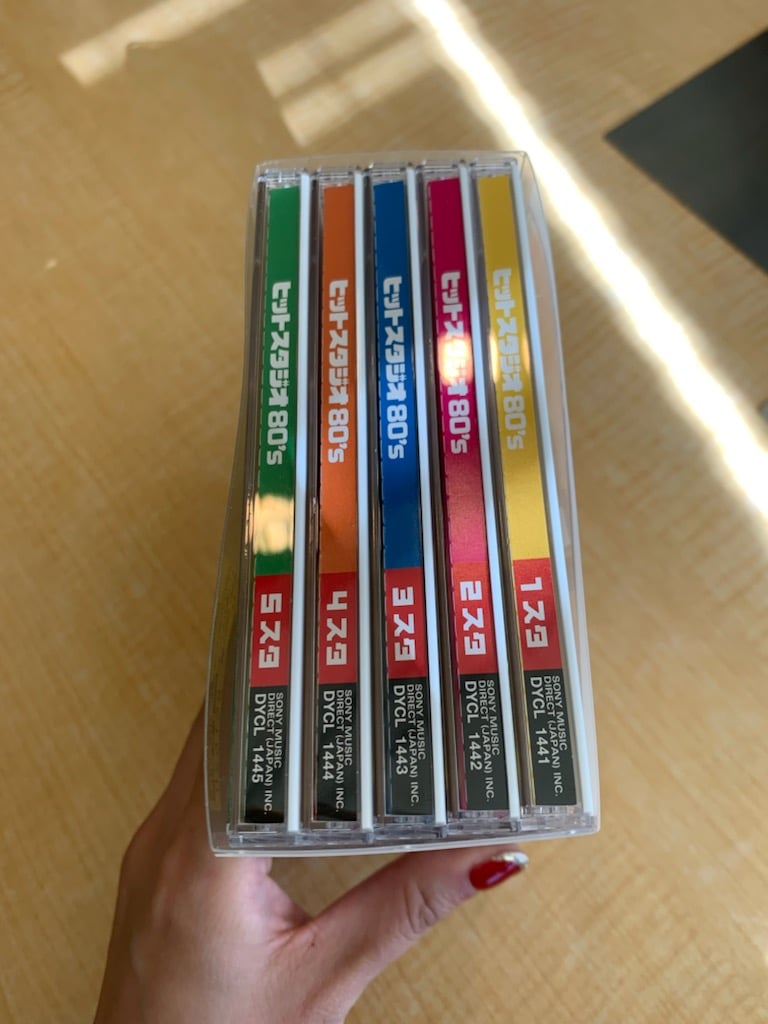 ヒットスタジオ80's
5スタ
SONY MUSIC
DIRECT (JAPAN) INC.
DYCL 1445
ヒットスタジオ80's
4スタ
SONY MUSIC
DIRECT (JAPAN) INC.
DYCL 1444
ヒットスタジオ80's
3スタ
SONY MUSIC
DIRECT (JAPAN) INC.
DYCL 1443
ヒットスタジオ80's
2スタ
SONY MUSIC
DIRECT (JAPAN) INC.
DYCL 1442
ヒットスタジオ80's
1スタ
SONY MUSIC
DIRECT (JAPAN) INC.
DYCL 1441